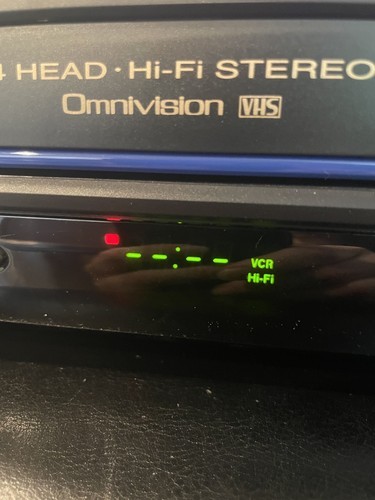 4 HEAD · Hi-Fi STEREO
Omnivision VHS
--:--
VCR
Hi-Fi